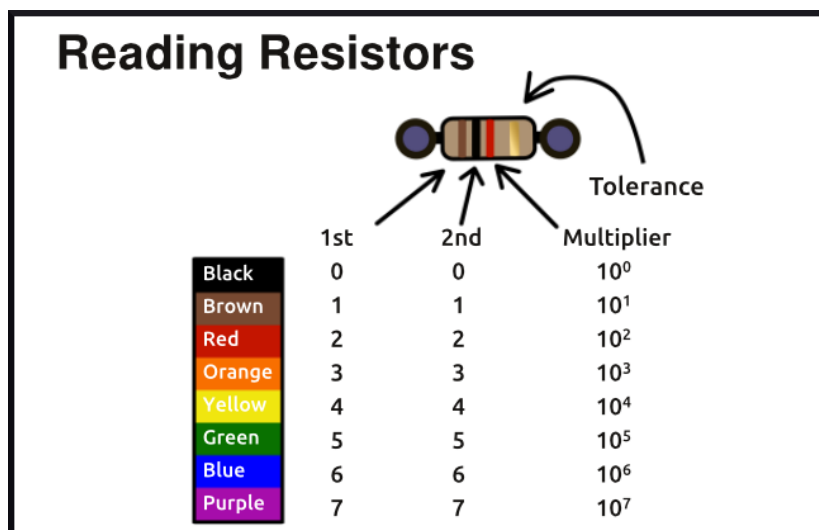 Reading Resistors
Tolerance
1st 2nd Multiplier
Black 0 0 10⁰
Brown 1 1 10¹
Red 2 2 10²
Orange 3 3 10³
Yellow 4 4 10⁴
Green 5 5 10⁵
Blue 6 6 10⁶
Purple 7 7 10⁷